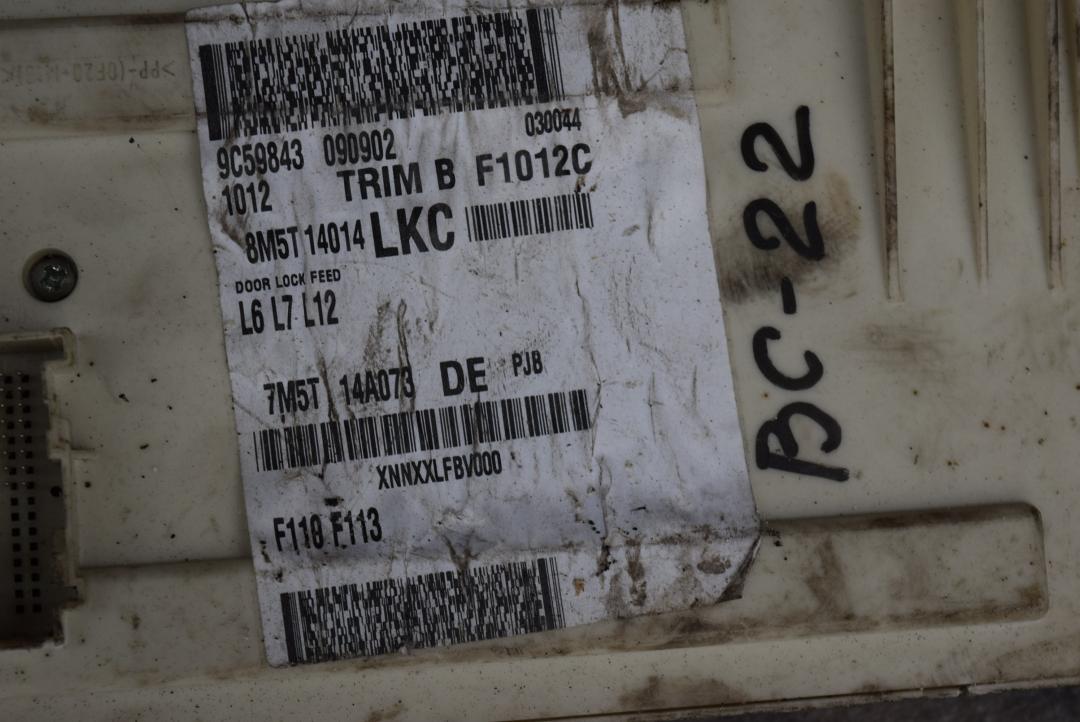 030044
9C59843 090902
1012 TRIM B F1012C
8M5T 14014 LKC
DOOR LOCK FEED
L6 L7 L12
7M5T 14A073 DE PJB
XNNXXLFBV000
F110 F113
BC-22